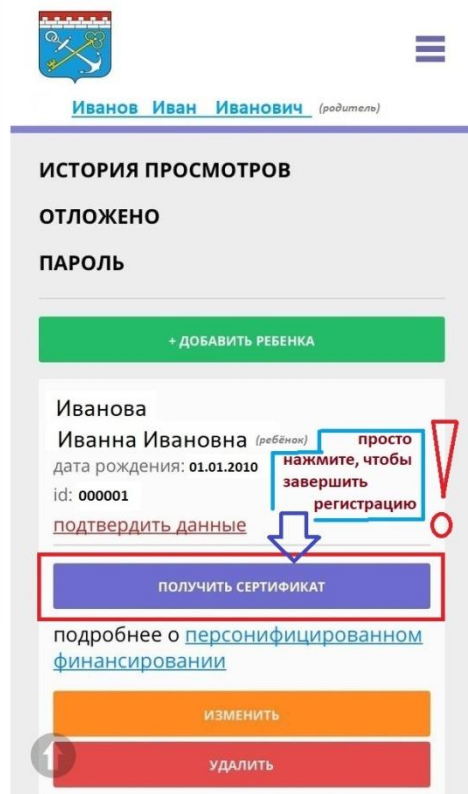 Иванов Иван Иванович (родитель)
ИСТОРИЯ ПРОСМОТРОВ
ОТЛОЖЕНО
ПАРОЛЬ
+ ДОБАВИТЬ РЕБЕНКА
Иванова
Иванна Ивановна (ребёнок)
дата рождения: 01.01.2010
id: 000001
подтвердить данные
просто
нажмите, чтобы
завершить
регистрацию
ПОЛУЧИТЬ СЕРТИФИКАТ
подробнее о персонифицированном
финансировании
ИЗМЕНИТЬ
УДАЛИТЬ